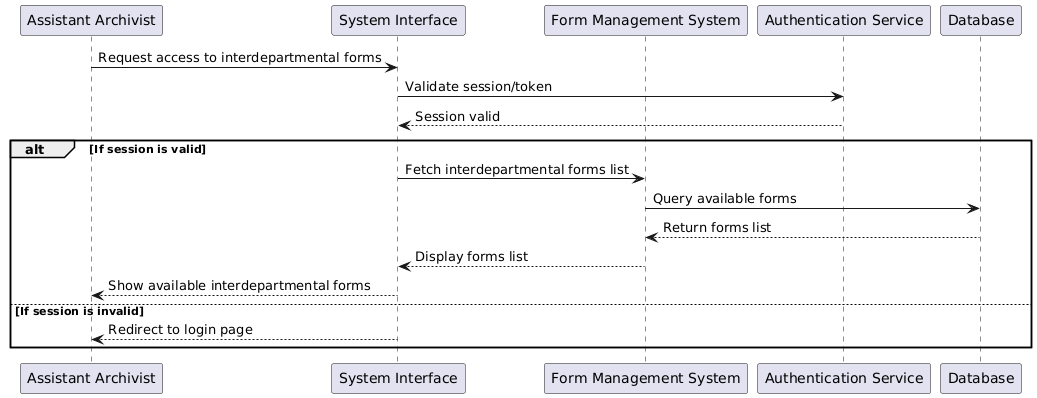 Assistant Archivist System Interface Form Management System Authentication Service Database
Request access to interdepartmental forms
Validate session/token
Session valid
alt [If session is valid]
Fetch interdepartmental forms list
Query available forms
Return forms list
Display forms list
Show available interdepartmental forms
[If session is invalid]
Redirect to login page
Assistant Archivist System Interface Form Management System Authentication Service Database